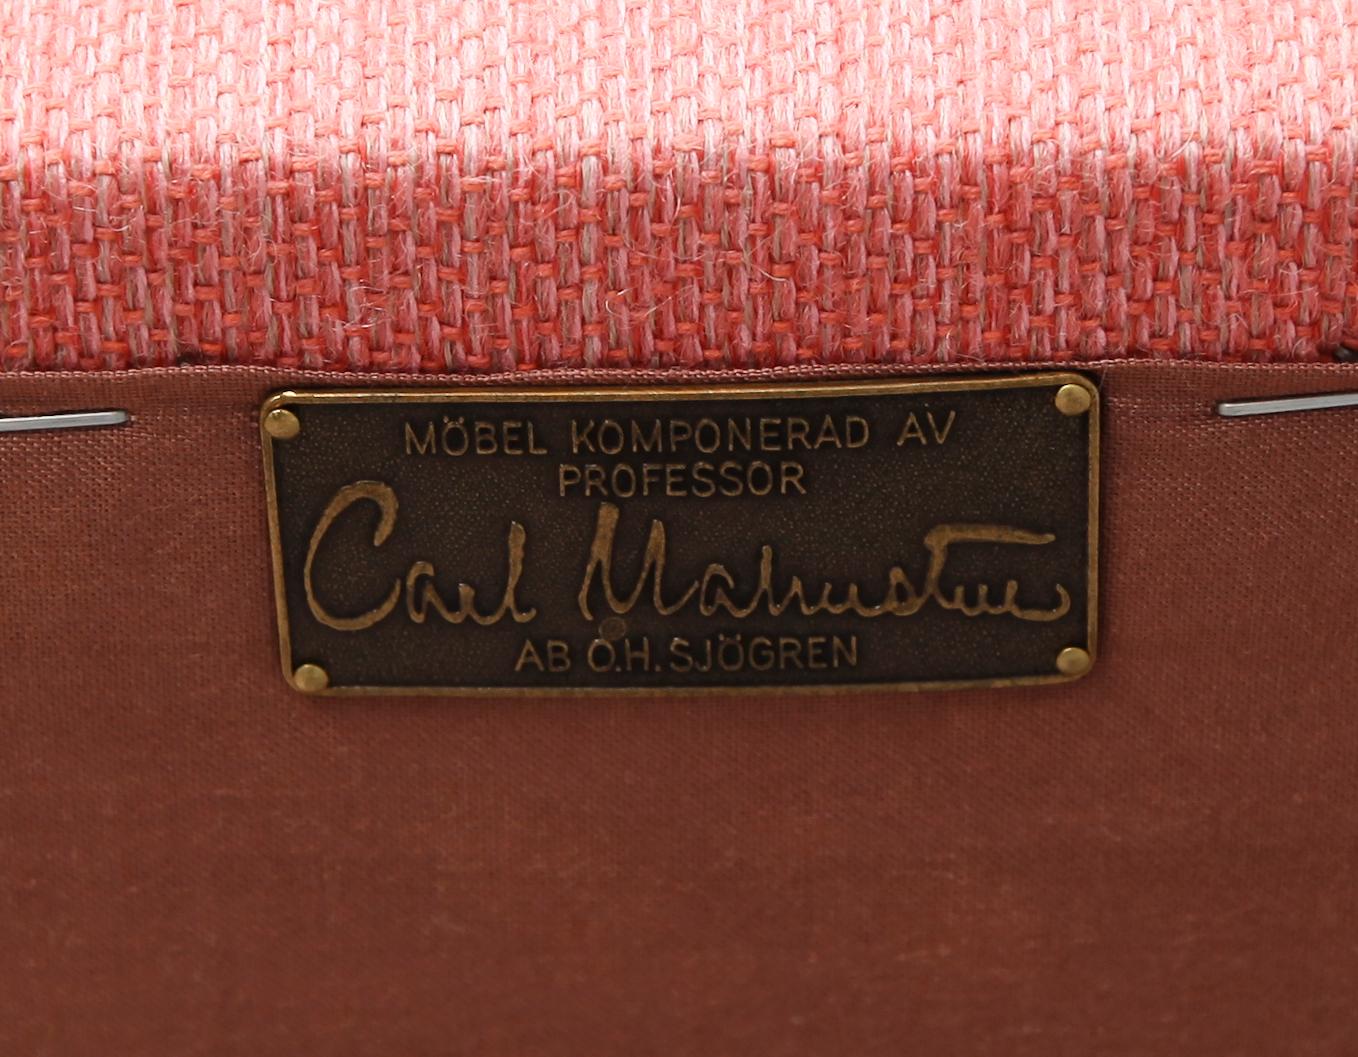 MÖBEL KOMPONERAD AV
PROFESSOR
Carl Malmsten
AB O.H. SJÖGREN